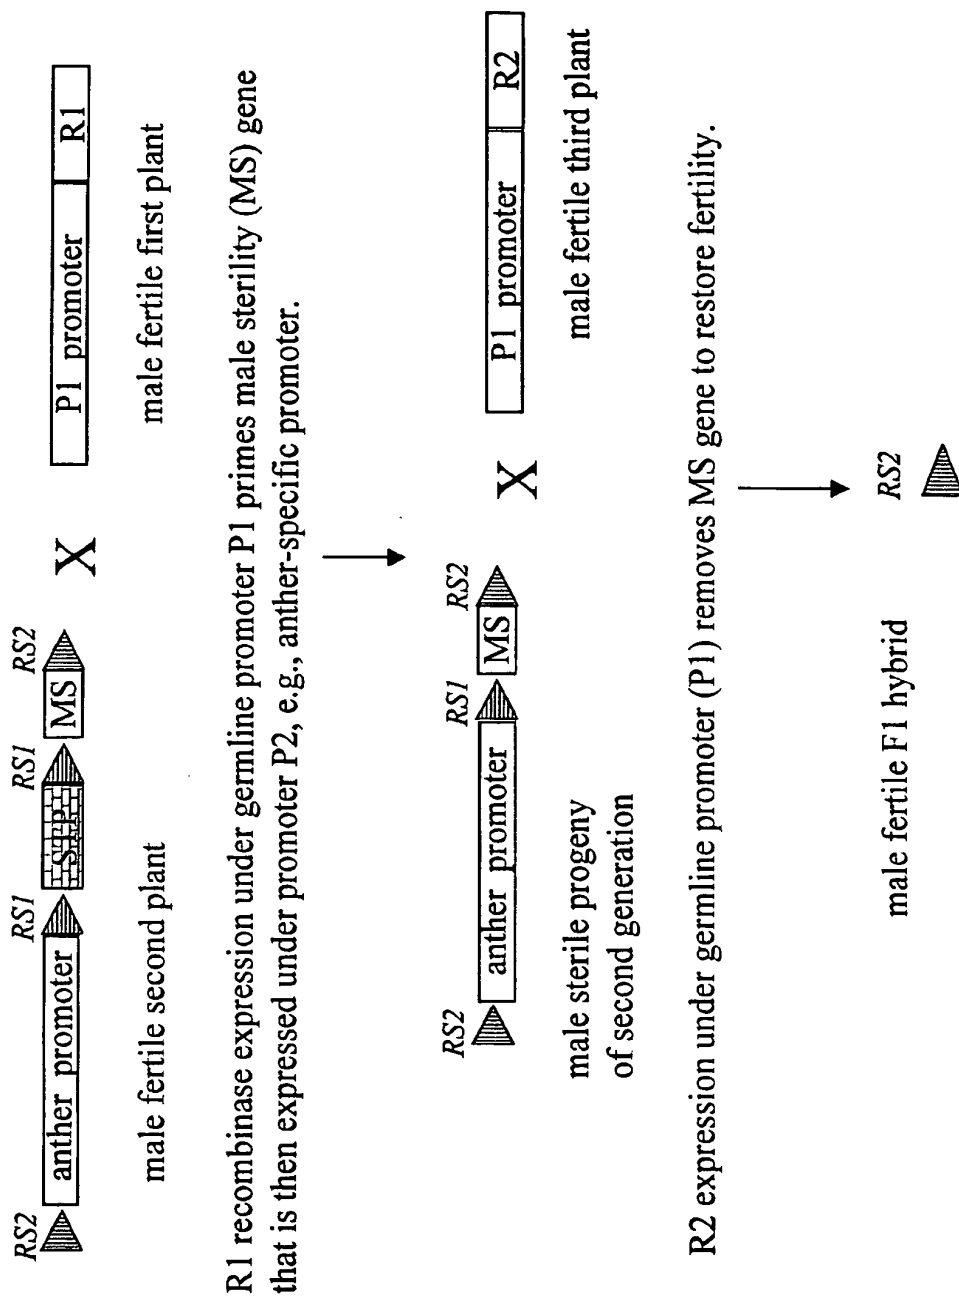 RS2 RS1 RS1 RS2
anther promoter STP MS X P1 promoter R1
male fertile second plant male fertile first plant
R1 recombinase expression under germline promoter P1 primes male sterility (MS) gene
that is then expressed under promoter P2, e.g., anther-specific promoter.
RS2 RS1 RS2
anther promoter MS X P1 promoter R2
male sterile progeny male fertile third plant
of second generation
R2 expression under germline promoter (P1) removes MS gene to restore fertility.
RS2
male fertile F1 hybrid